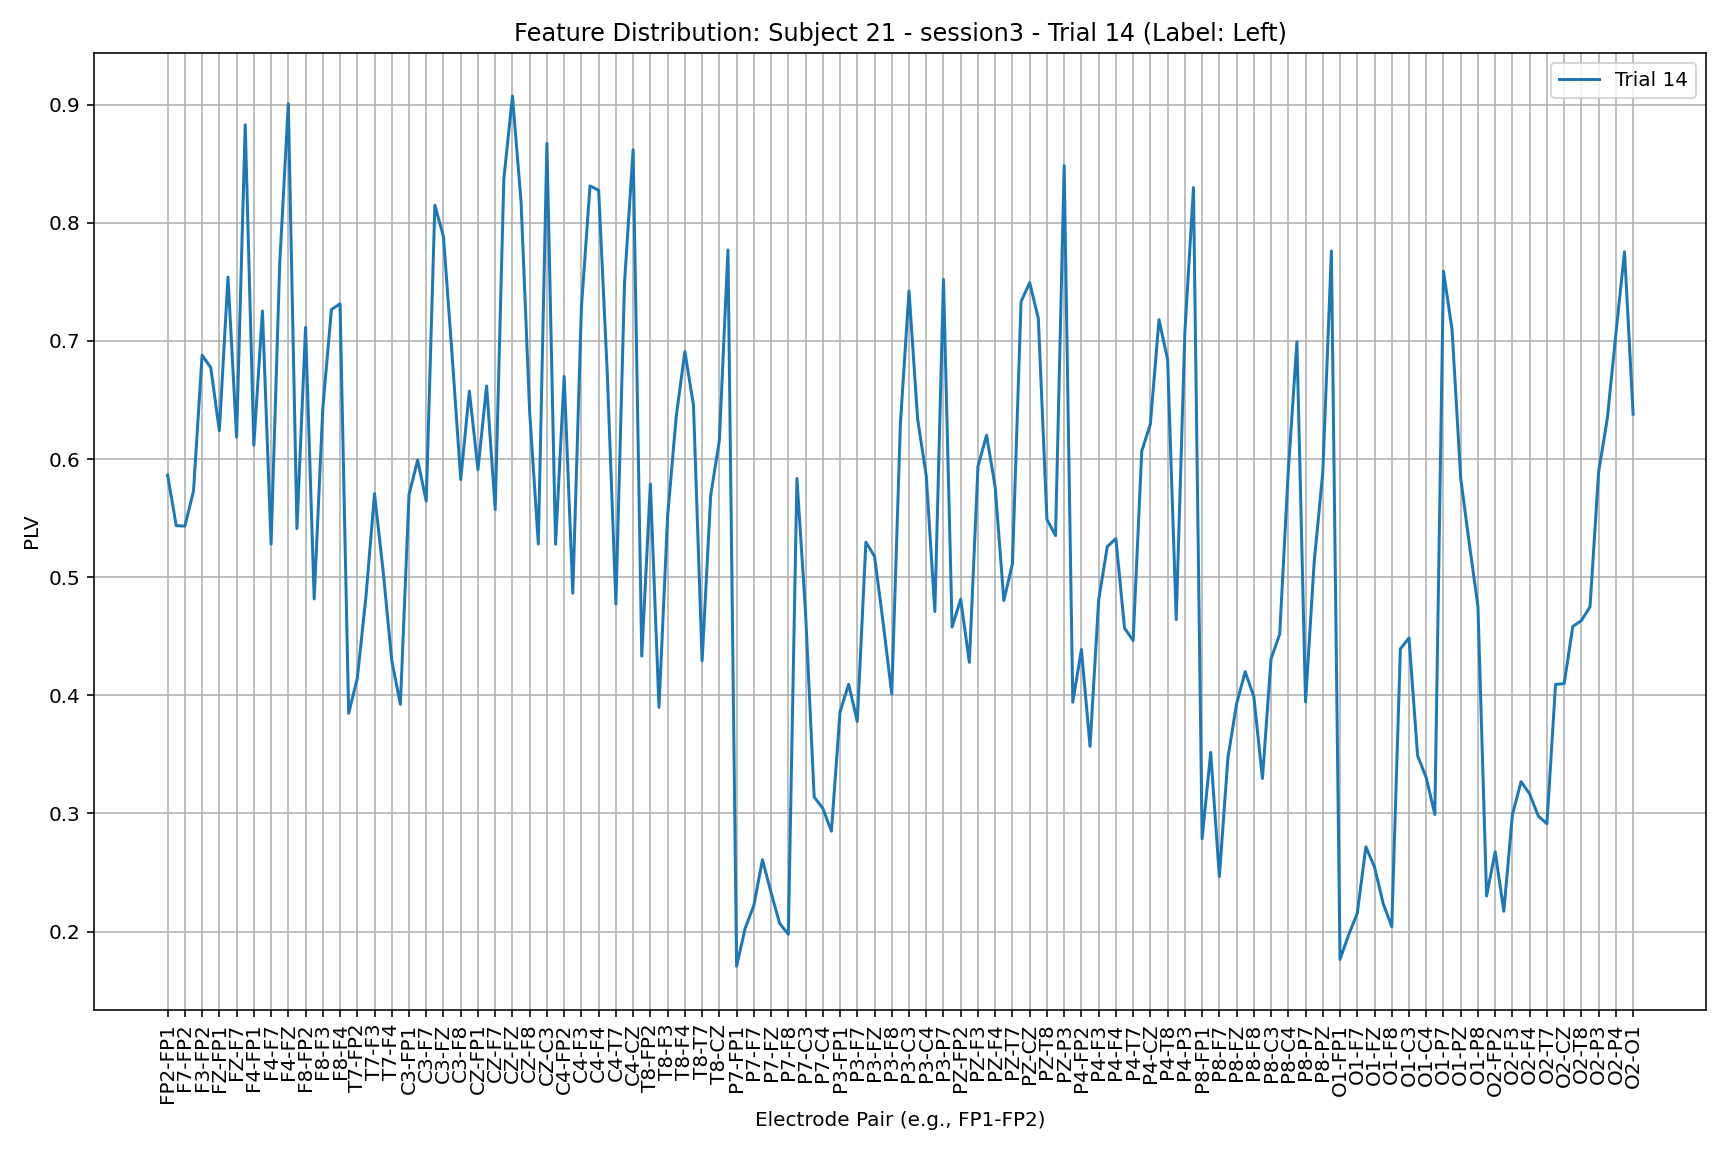 Feature Distribution: Subject 21 - session3 - Trial 14 (Label: Left)
Trial 14
0.9
0.8
0.7
0.6
0.5
0.4
0.3
0.2
PLV
FP2-FP1
F7-FP2
F3-FP2
FZ-FP1
FZ-F7
F4-FP1
F4-F7
F4-FZ
F8-FP2
F8-F3
F8-F4
T7-FP2
T7-F3
T7-F4
C3-FP1
C3-F7
C3-FZ
C3-F8
CZ-FP1
CZ-F7
CZ-FZ
CZ-F8
CZ-C3
C4-FP2
C4-F3
C4-F4
C4-T7
C4-CZ
T8-FP2
T8-F3
T8-F4
T8-T7
T8-CZ
P7-FP1
P7-F7
P7-FZ
P7-F8
P7-C3
P7-C4
P3-FP1
P3-F7
P3-FZ
P3-F8
P3-C3
P3-C4
P3-P7
PZ-FP2
PZ-F3
PZ-F4
PZ-T7
PZ-CZ
PZ-T8
PZ-P3
P4-FP2
P4-F3
P4-F4
P4-T7
P4-CZ
P4-T8
P4-P3
P8-FP1
P8-F7
P8-FZ
P8-F8
P8-C3
P8-C4
P8-P7
P8-PZ
O1-FP1
O1-F7
O1-FZ
O1-F8
O1-C3
O1-C4
O1-P7
O1-PZ
O1-P8
O2-FP2
O2-F3
O2-F4
O2-T7
O2-CZ
O2-T8
O2-P3
O2-P4
O2-O1
Electrode Pair (e.g., FP1-FP2)